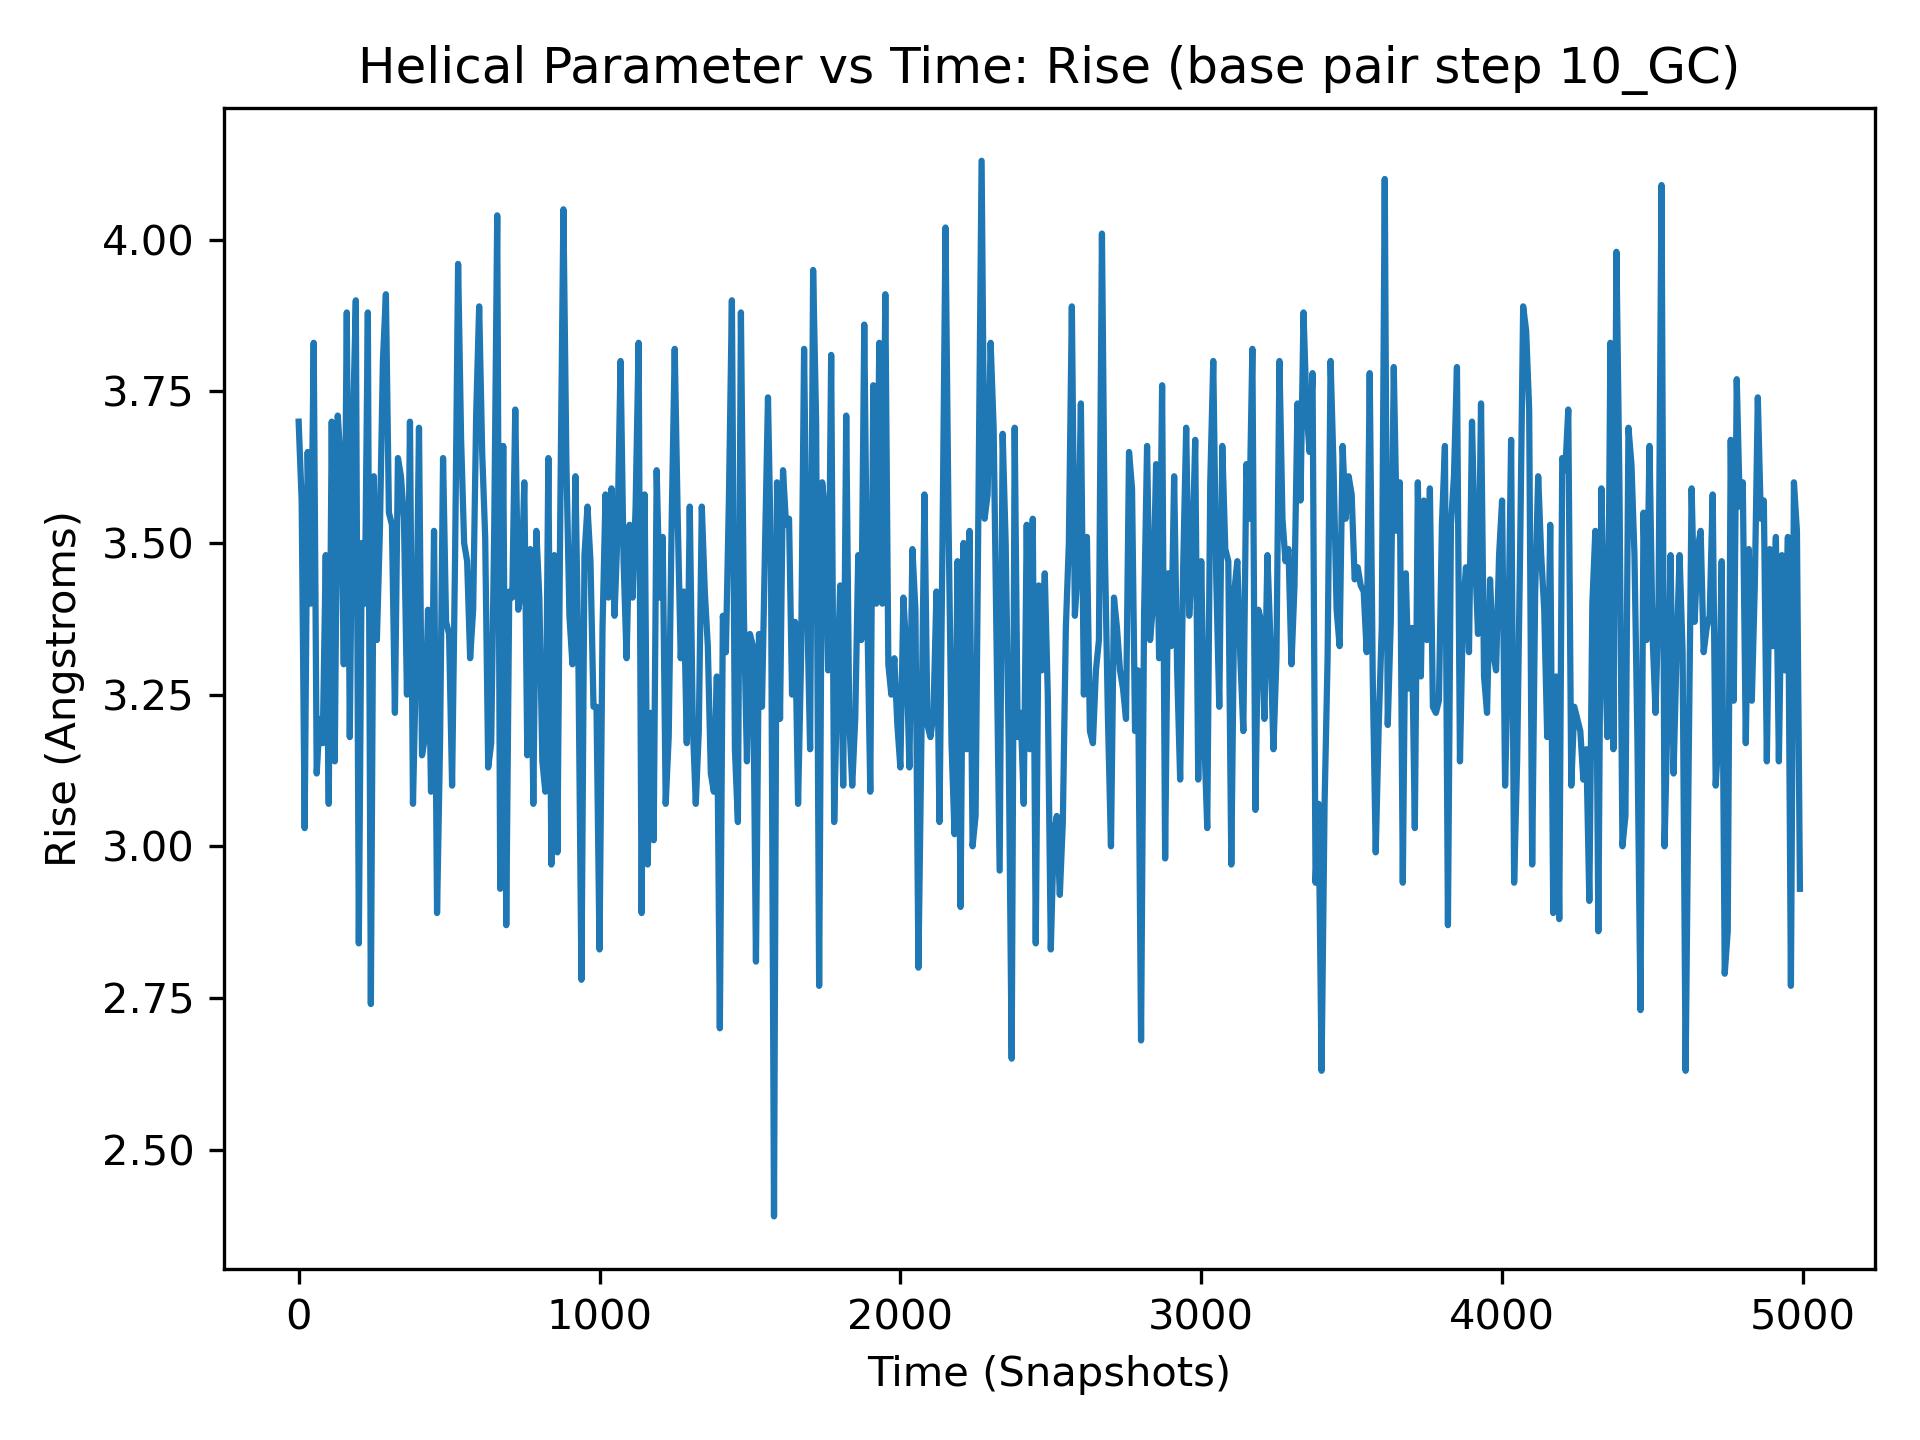 Helical Parameter vs Time: Rise (base pair step 10_GC)
Rise (Angstroms)
4.00
3.75
3.50
3.25
3.00
2.75
2.50
0 1000 2000 3000 4000 5000
Time (Snapshots)